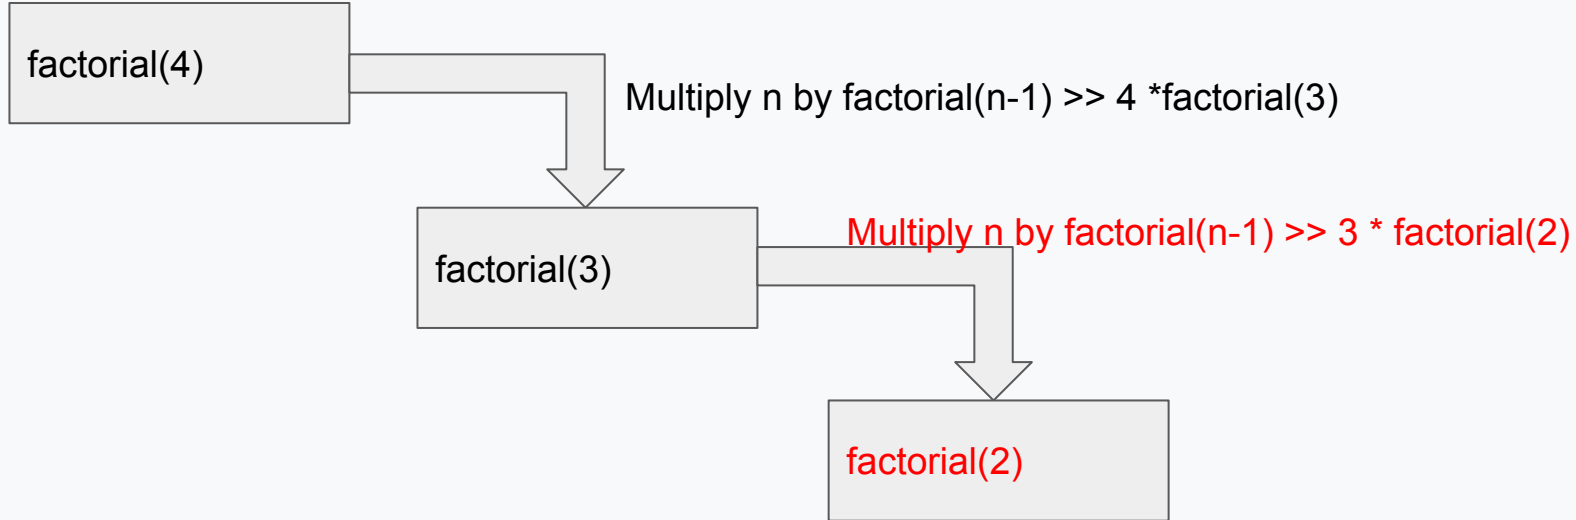 factorial(4)
Multiply n by factorial(n-1) >> 4 *factorial(3)
Multiply n by factorial(n-1) >> 3 * factorial(2)
factorial(3)
factorial(2)